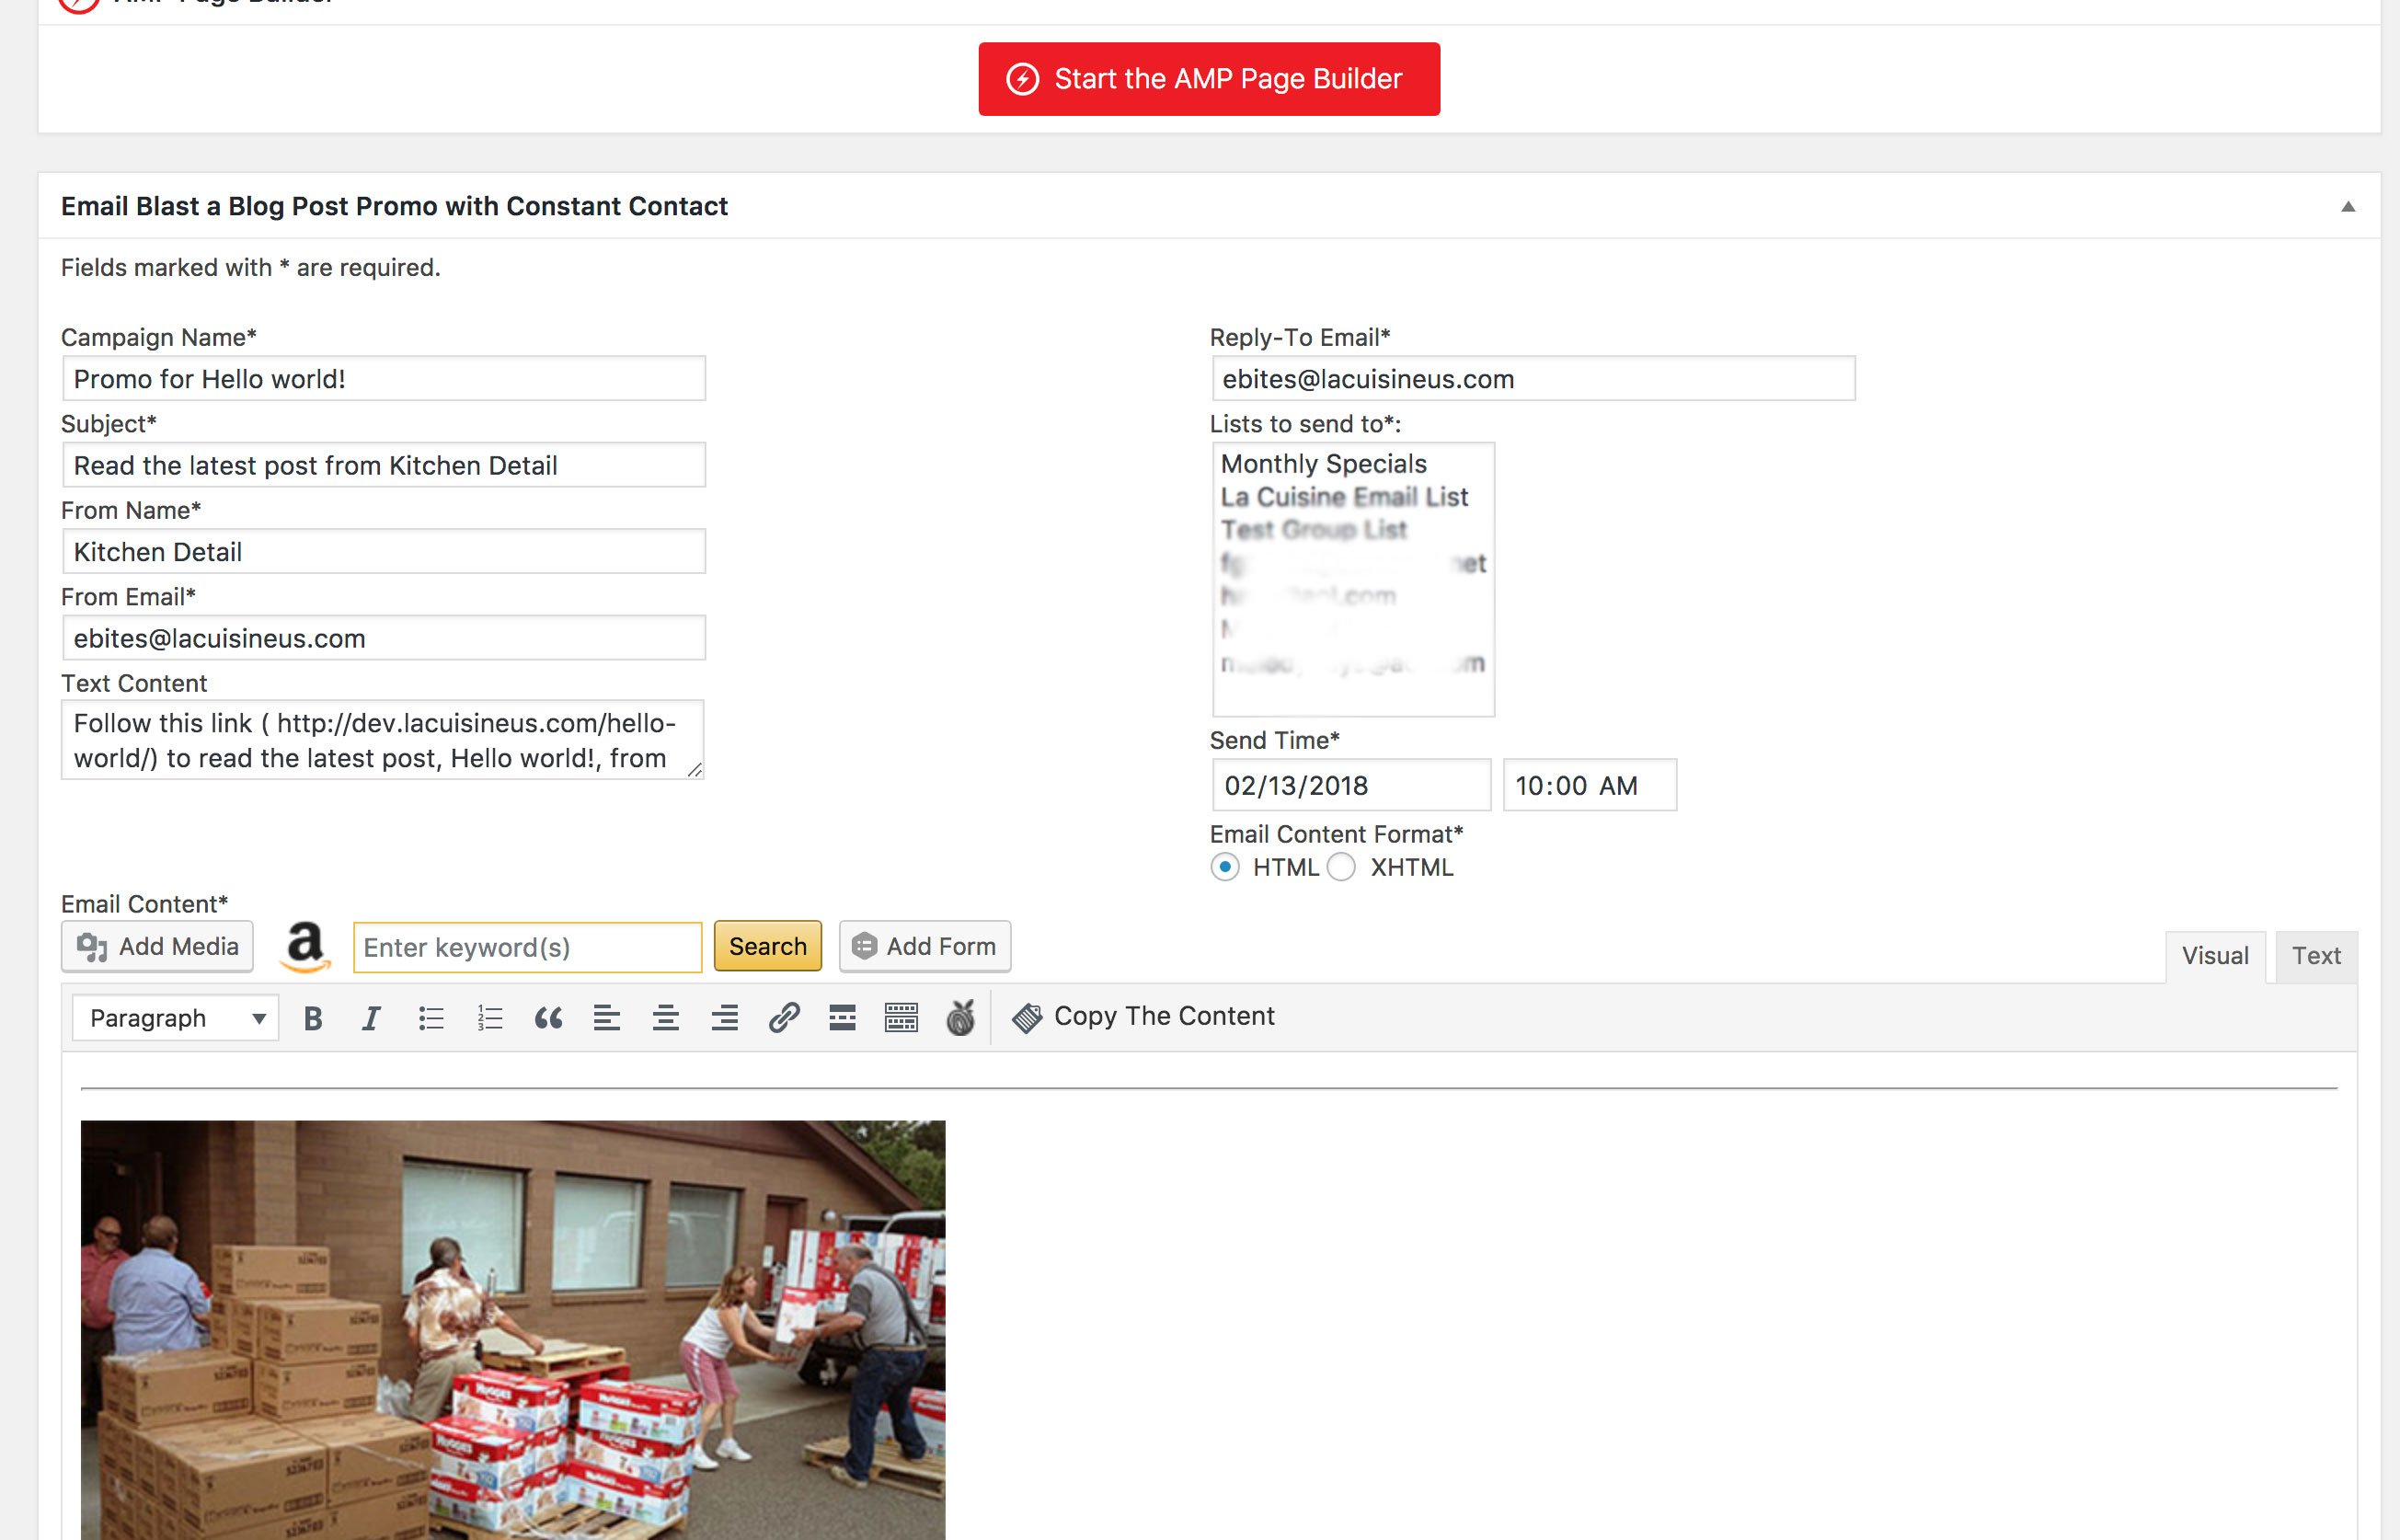 AMP Page Builder
Start the AMP Page Builder
Email Blast a Blog Post Promo with Constant Contact
Fields marked with * are required.
Campaign Name*
Promo for Hello world!
Subject*
Read the latest post from Kitchen Detail
From Name*
Kitchen Detail
From Email*
ebites@lacuisineus.com
Text Content
Follow this link ( http://dev.lacuisineus.com/hello-
world/) to read the latest post, Hello world!, from
Reply-To Email*
ebites@lacuisineus.com
Lists to send to*:
Monthly Specials
La Cuisine Email List
Test Group List
Send Time*
02/13/2018 10:00 AM
Email Content Format*
HTML XHTML
Email Content*
Add Media a Enter keyword(s) Search Add Form
Visual Text
Paragraph B I Copy The Content
HUGGIES
HUGGIES
HUGGIES